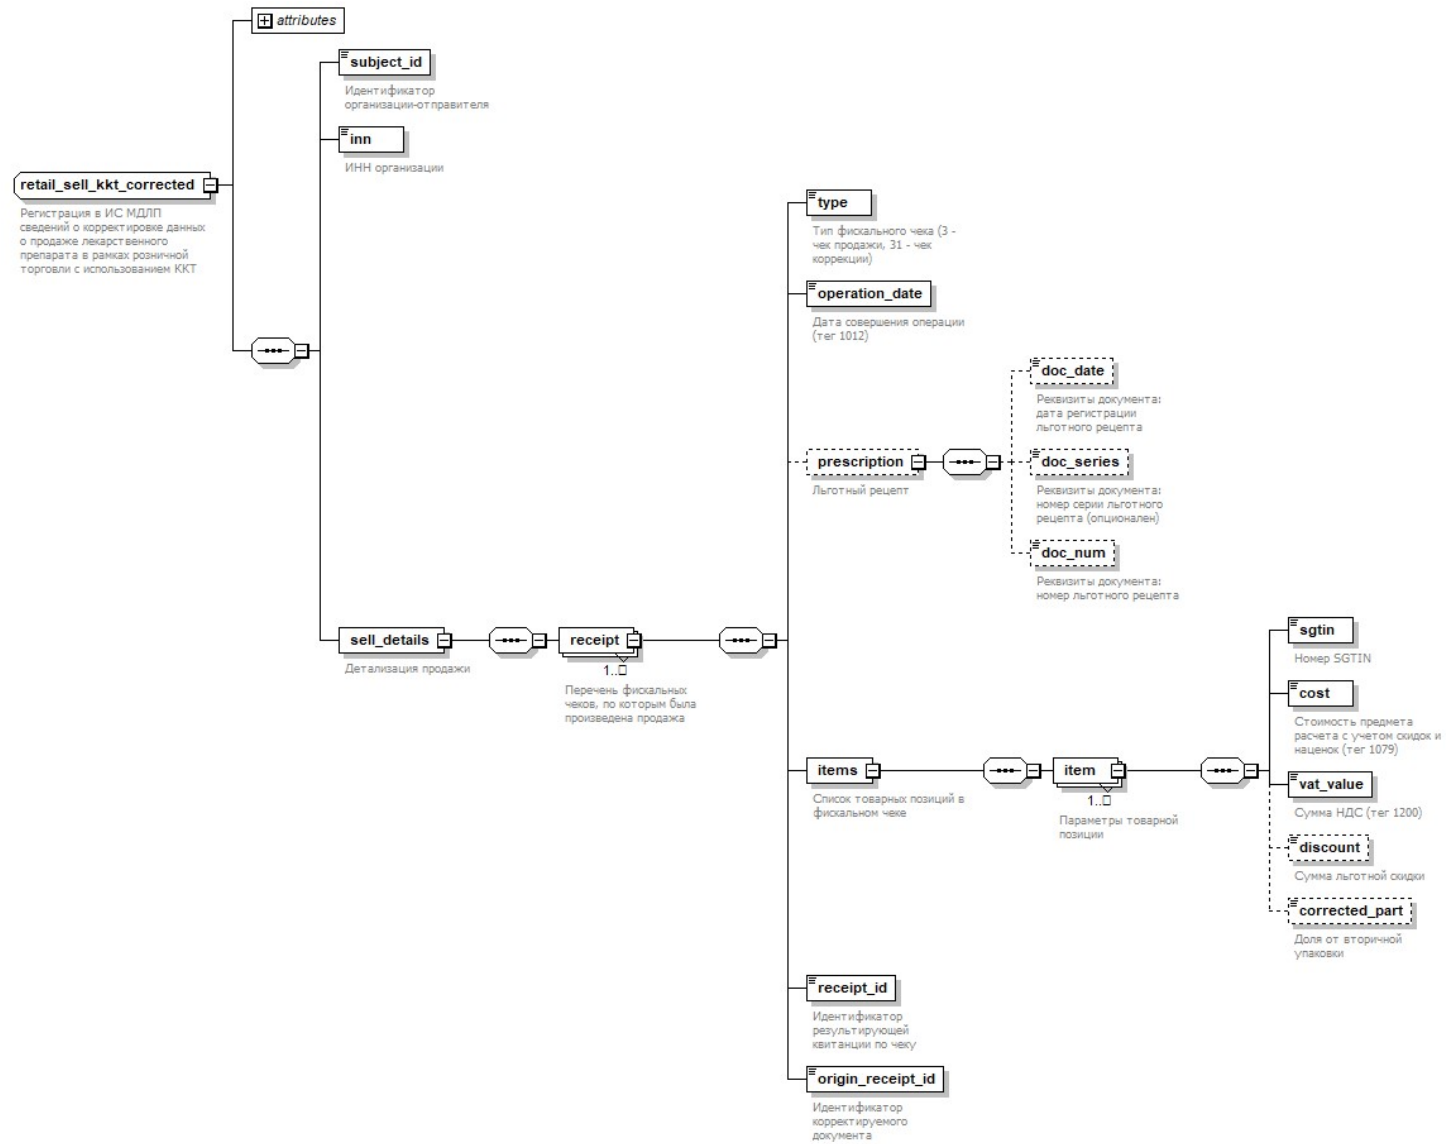 attributes
subject_id
Идентификатор
организации-отправителя
inn
ИНН организации
retail_sell_kkt_corrected
Регистрация в ИС МДЛП
сведений о корректировке данных
о продаже лекарственного
препарата в рамках розничной
торговли с использованием ККТ
sell_details
Детализация продажи
receipt
1..□
Перечень фискальных
чеков, по которым была
произведена продажа
type
Тип фискального чека (3 -
чек продажи, 31 - чек
коррекции)
operation_date
Дата совершения операции
(тег 1012)
prescription
Льготный рецепт
doc_date
Реквизиты документа:
дата регистрации
льготного рецепта
doc_series
Реквизиты документа:
номер серии льготного
рецепта (опционален)
doc_num
Реквизиты документа:
номер льготного рецепта
items
Список товарных позиций в
фискальном чеке
item
1..□
Параметры товарной
позиции
sgtin
Номер SGTIN
cost
Стоимость предмета
расчета с учетом скидок и
наценок (тег 1079)
vat_value
Сумма НДС (тег 1200)
discount
Сумма льготной скидки
corrected_part
Доля от вторичной
упаковки
receipt_id
Идентификатор
результирующей
квитанции по чеку
origin_receipt_id
Идентификатор
корректируемого
документа